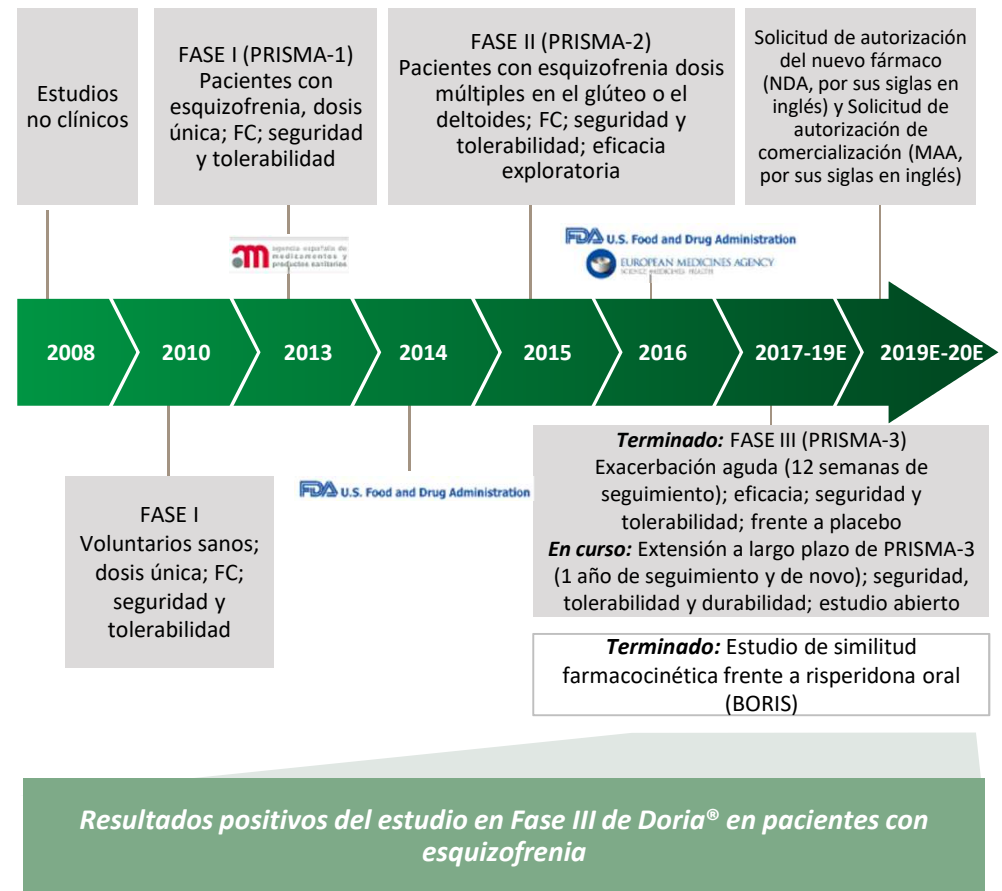 Estudios
no clínicos
FASE I (PRISMA-1)
Pacientes con
esquizofrenia, dosis
única; FC; seguridad
y tolerabilidad
FASE II (PRISMA-2)
Pacientes con esquizofrenia dosis
múltiples en el glúteo o el
deltoides; FC; seguridad y
tolerabilidad; eficacia
exploratoria
Solicitud de autorización
del nuevo fármaco
(NDA, por sus siglas en
inglés) y Solicitud de
autorización de
comercialización (MAA,
por sus siglas en inglés)
agencia española de
medicamentos y
productos sanitarios
FDA U.S. Food and Drug Administration
EUROPEAN MEDICINES AGENCY
SCIENCE MEDICINES HEALTH
2008
2010
2013
2014
2015
2016
2017-19E
2019E-20E
FASE I
Voluntarios sanos;
dosis única; FC;
seguridad y
tolerabilidad
FDA U.S. Food and Drug Administration
Terminado: FASE III (PRISMA-3)
Exacerbación aguda (12 semanas de
seguimiento); eficacia; seguridad y
tolerabilidad; frente a placebo
En curso: Extensión a largo plazo de PRISMA-3
(1 año de seguimiento y de novo); seguridad,
tolerabilidad y durabilidad; estudio abierto
Terminado: Estudio de similitud
farmacocinética frente a risperidona oral
(BORIS)
Resultados positivos del estudio en Fase III de Doria® en pacientes con
esquizofrenia